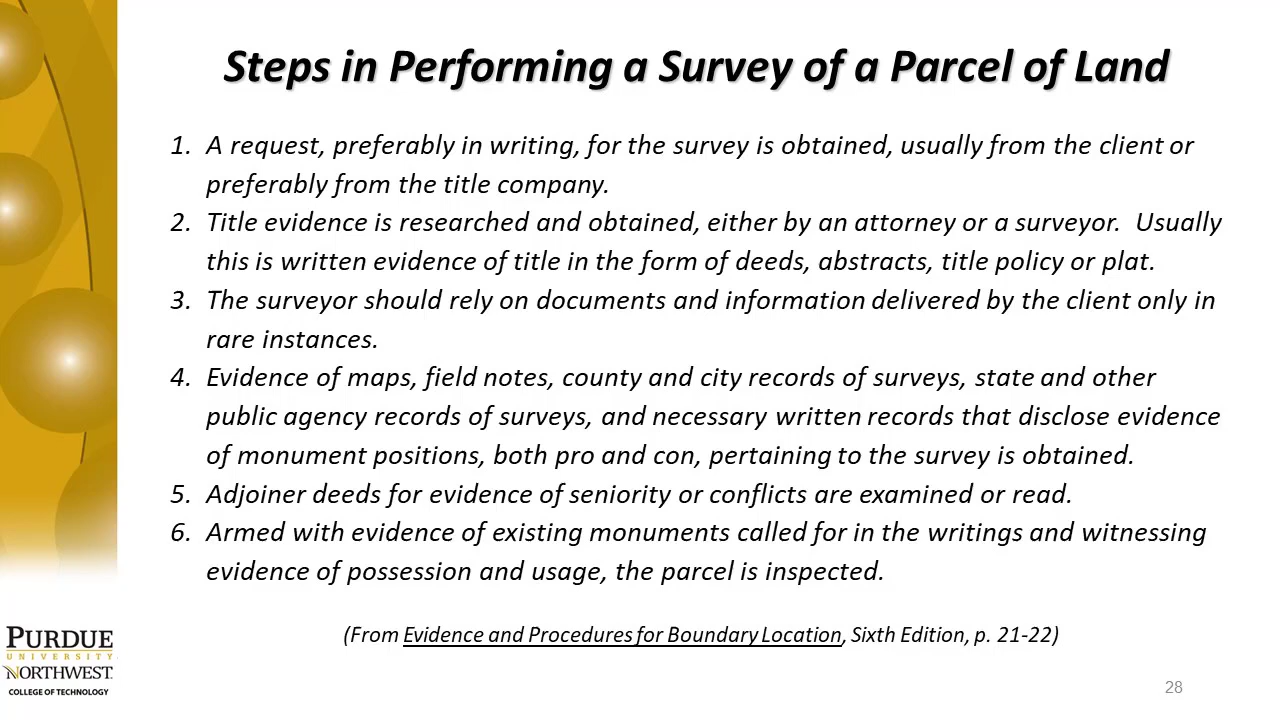 Steps in Performing a Survey of a Parcel of Land
1. A request, preferably in writing, for the survey is obtained, usually from the client or
preferably from the title company.
2. Title evidence is researched and obtained, either by an attorney or a surveyor. Usually
this is written evidence of title in the form of deeds, abstracts, title policy or plat.
3. The surveyor should rely on documents and information delivered by the client only in
rare instances.
4. Evidence of maps, field notes, county and city records of surveys, state and other
public agency records of surveys, and necessary written records that disclose evidence
of monument positions, both pro and con, pertaining to the survey is obtained.
5. Adjoiner deeds for evidence of seniority or conflicts are examined or read.
6. Armed with evidence of existing monuments called for in the writings and witnessing
evidence of possession and usage, the parcel is inspected.
(From Evidence and Procedures for Boundary Location, Sixth Edition, p. 21-22)
PURDUE
UNIVERSITY
NORTHWEST
COLLEGE OF TECHNOLOGY
28